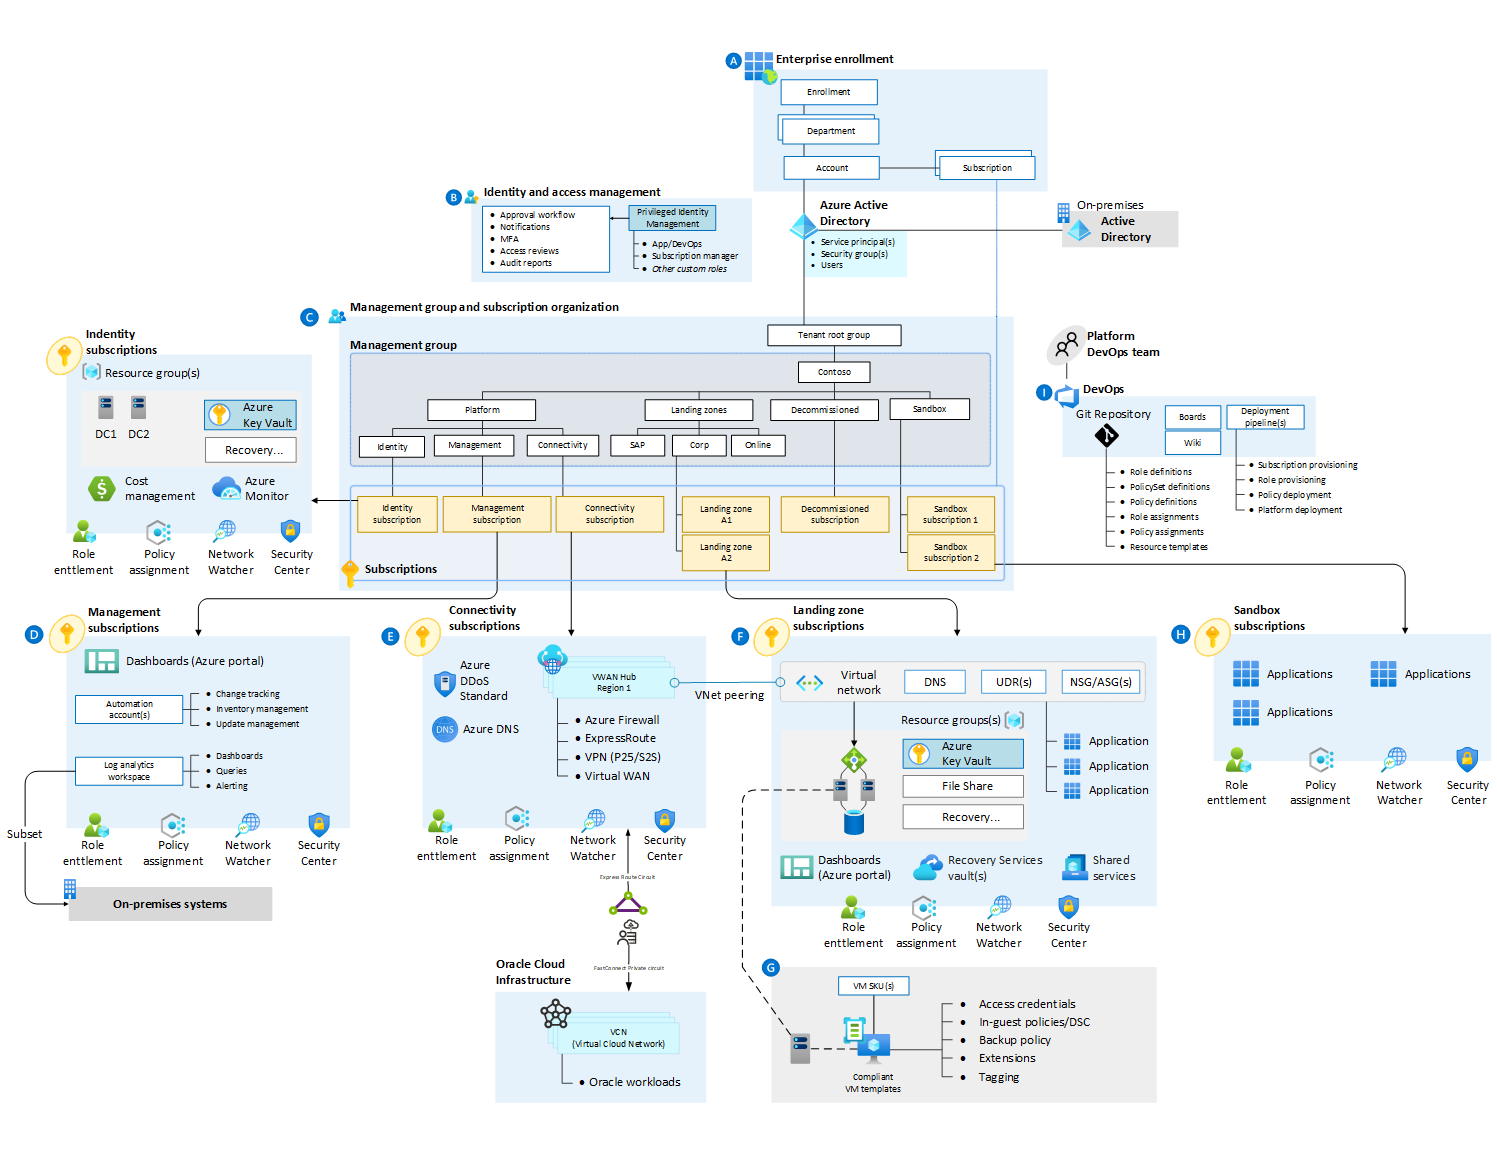 A
Enterprise enrollment
Enrollment
Department
Account
Subscription
B
Identity and access management
• Approval workflow
• Notifications
• MFA
• Access reviews
• Audit reports
Privileged Identity
Management
• App/DevOps
• Subscription manager
• Other custom roles
Azure Active
Directory
• Service principal(s)
• Security group(s)
• Users
On-premises
Active
Directory
C
Management group and subscription organization
Tenant root group
Management group
Contoso
Platform
Landing zones
Decommissioned
Sandbox
Identity
Management
Connectivity
SAP
Corp
Online
Identity
subscription
Management
subscription
Connectivity
subscription
Landing zone
A1
Landing zone
A2
Decommissioned
subscription
Sandbox
subscription 1
Sandbox
subscription 2
Subscriptions
Indentity
subscriptions
Resource group(s)
DC1
DC2
Azure
Key Vault
Recovery...
Cost
management
Azure
Monitor
Role
enttlement
Policy
assignment
Network
Watcher
Security
Center
Platform
DevOps team
I
DevOps
Git Repository
Boards
Wiki
Deployment
pipeline(s)
• Role definitions
• PolicySet definitions
• Policy definitions
• Role assignments
• Policy assignments
• Resource templates
• Subscription provisioning
• Role provisioning
• Policy deployment
• Platform deployment
D
Management
subscriptions
Dashboards (Azure portal)
Automation
account(s)
• Change tracking
• Inventory management
• Update management
Log analytics
workspace
• Dashboards
• Queries
• Alerting
Subset
Role
enttlement
Policy
assignment
Network
Watcher
Security
Center
On-premises systems
E
Connectivity
subscriptions
Azure
DDoS
Standard
Azure DNS
DNS
VWAN Hub
Region 1
• Azure Firewall
• ExpressRoute
• VPN (P25/S2S)
• Virtual WAN
VNet peering
Role
enttlement
Policy
assignment
Network
Watcher
Security
Center
Express Route Circuit
FastConnect Private circuit
Oracle Cloud
Infrastructure
VCN
(Virtual Cloud Network)
• Oracle workloads
F
Landing zone
subscriptions
Virtual
network
DNS
UDR(s)
NSG/ASG(s)
Resource groups(s)
Azure
Key Vault
File Share
Recovery...
Application
Application
Application
Dashboards
(Azure portal)
Recovery Services
vault(s)
Shared
services
Role
enttlement
Policy
assignment
Network
Watcher
Security
Center
G
VM SKU(s)
Compliant
VM templates
• Access credentials
• In-guest policies/DSC
• Backup policy
• Extensions
• Tagging
H
Sandbox
subscriptions
Applications
Applications
Applications
Role
enttlement
Policy
assignment
Network
Watcher
Security
Center